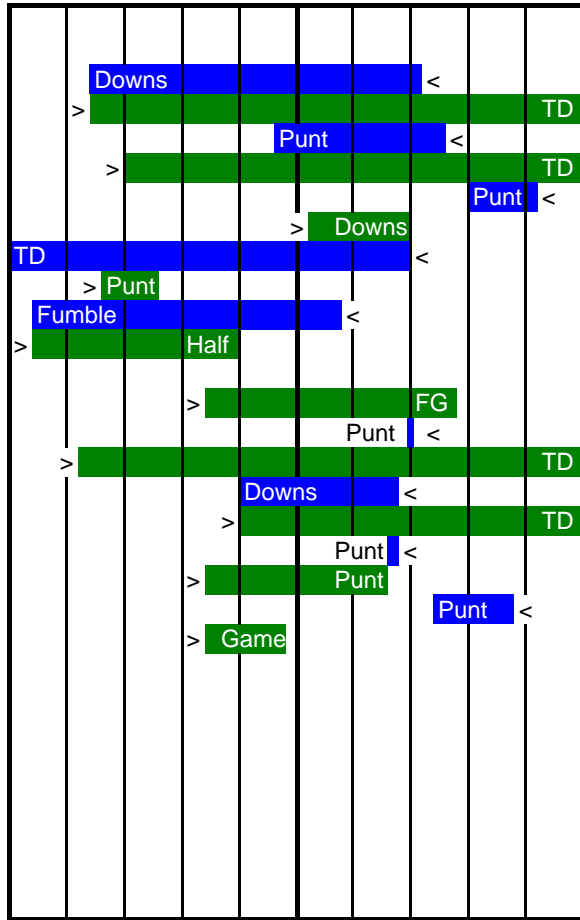 Downs <
> TD
Punt <
> TD
Punt <
> Downs
TD <
> Punt
Fumble <
> Half
> FG
Punt <
> TD
Downs <
> TD
Punt <
> Punt
Punt <
> Game